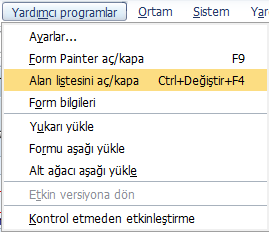 Yardımcı programlar Ortam Sistem Ya
Ayarlar...
Form Painter aç/kapa F9
Alan listesini aç/kapa Ctrl+Değiştir+F4
Form bilgileri
Yukarı yükle
Formu aşağı yükle
Alt ağacı aşağı yükle
Etkin versiyona dön
Kontrol etmeden etkinleştirme